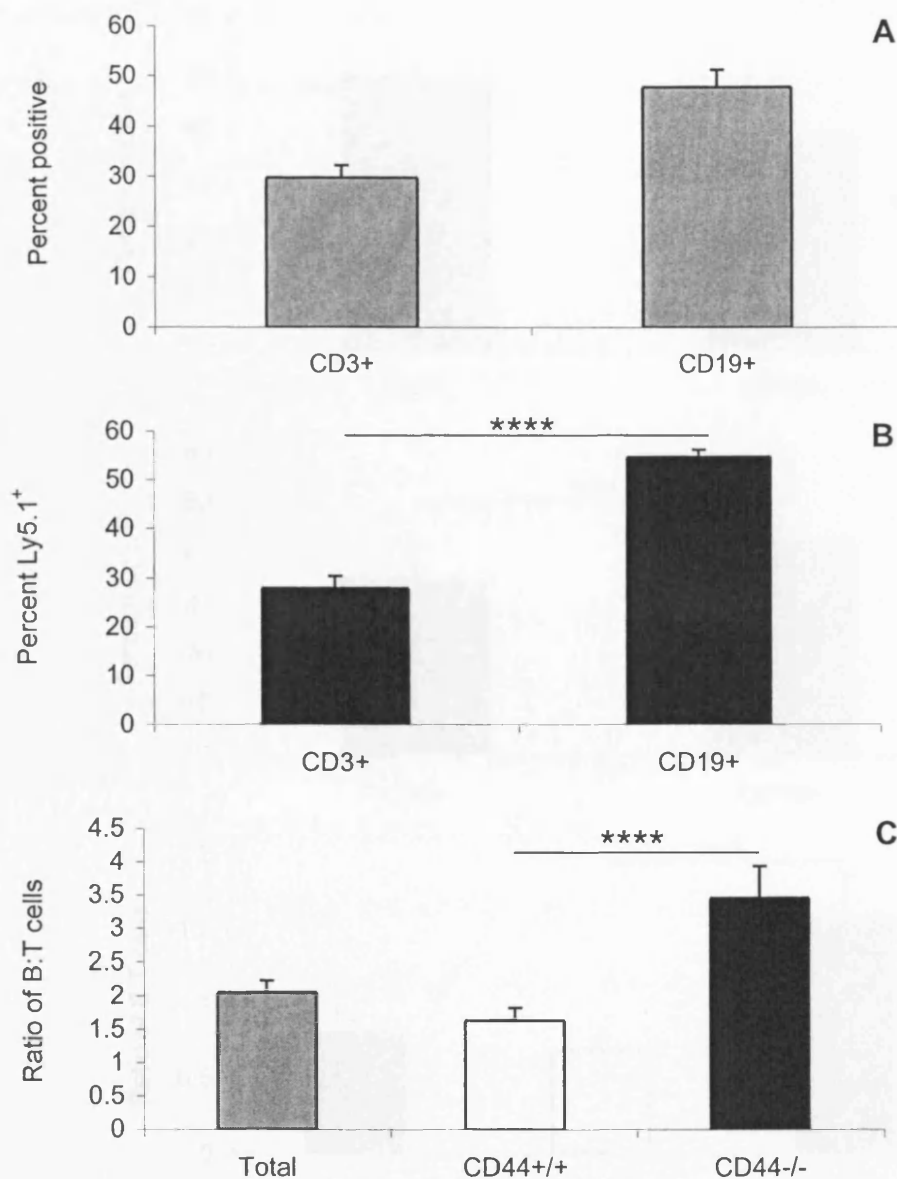 A
Percent positive
60
50
40
30
20
10
0
CD3+ CD19+
B
Percent Ly5.1⁺
60
50
40
30
20
10
0
****
CD3+ CD19+
C
Ratio of B:T cells
4.5
4
3.5
3
2.5
2
1.5
1
0.5
0
****
Total CD44+/+ CD44-/-